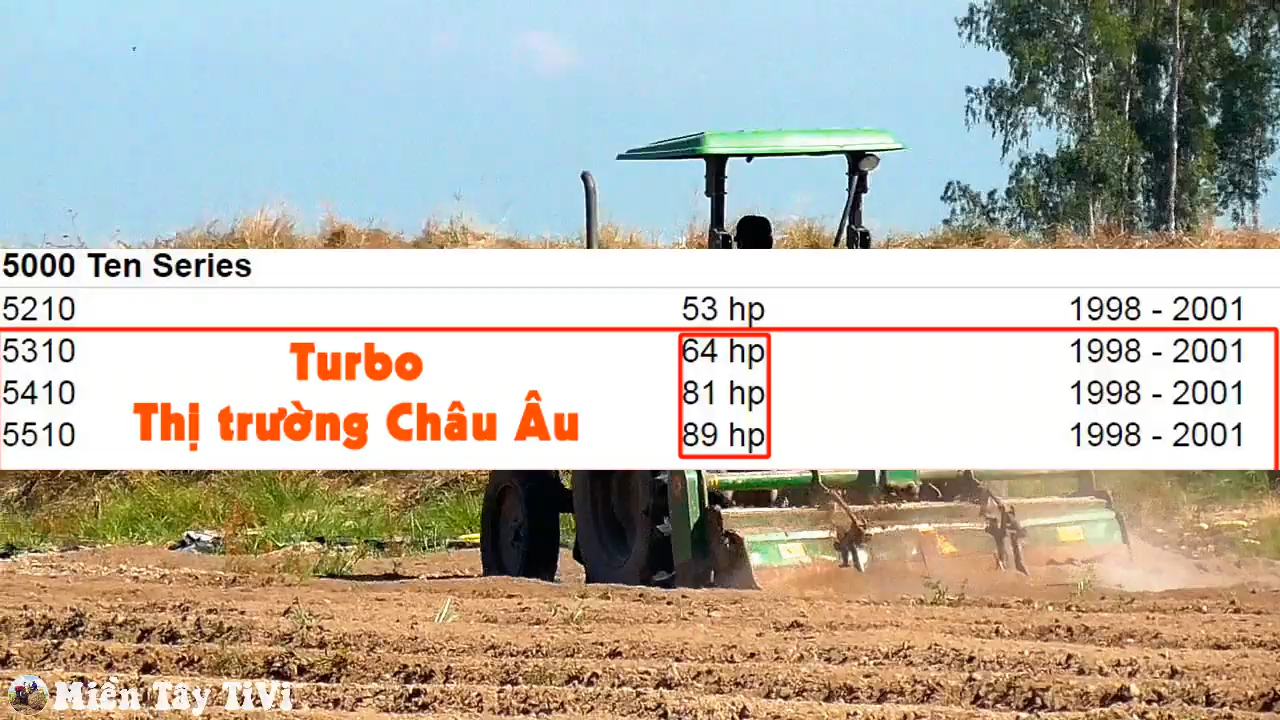 5000 Ten Series
5210 53 hp 1998 - 2001
5310 64 hp 1998 - 2001
Turbo
5410 81 hp 1998 - 2001
Thị trường Châu Âu
5510 89 hp 1998 - 2001
Miền Tây TiVi